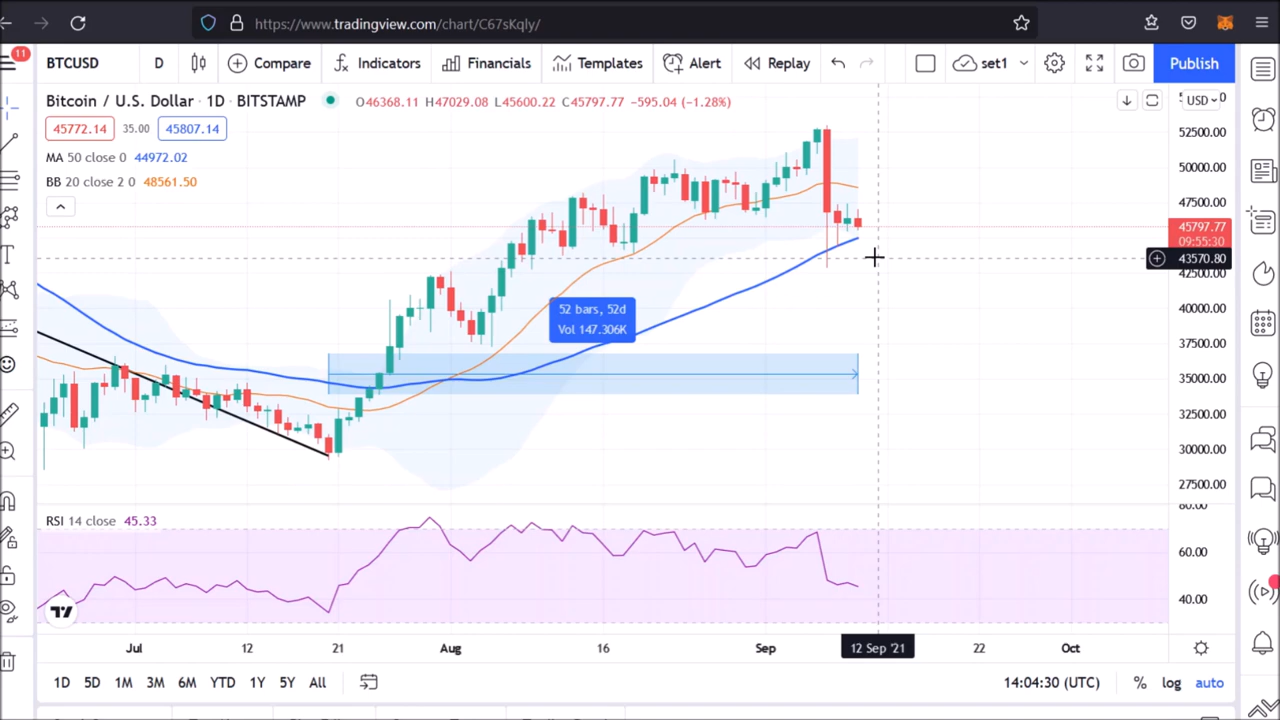 https://www.tradingview.com/chart/C67sKqly/
11
BTCUSD D Compare Indicators Financials Templates Alert Replay set1 Publish
Bitcoin / U.S. Dollar · 1D · BITSTAMP O46368.11 H47029.08 L45600.22 C45797.77 −595.04 (−1.28%)
USD
45772.14 35.00 45807.14
MA 50 close 0 44972.02
BB 20 close 2 0 48561.50
52500.00
50000.00
47500.00
45797.77
09:55:30
43570.80
42500.00
40000.00
37500.00
35000.00
32500.00
30000.00
27500.00
52 bars, 52d
Vol 147.306K
RSI 14 close 45.33
80.00
60.00
40.00
Jul 12 21 Aug 16 Sep 12 Sep '21 22 Oct
1D 5D 1M 3M 6M YTD 1Y 5Y All 14:04:30 (UTC) % log auto